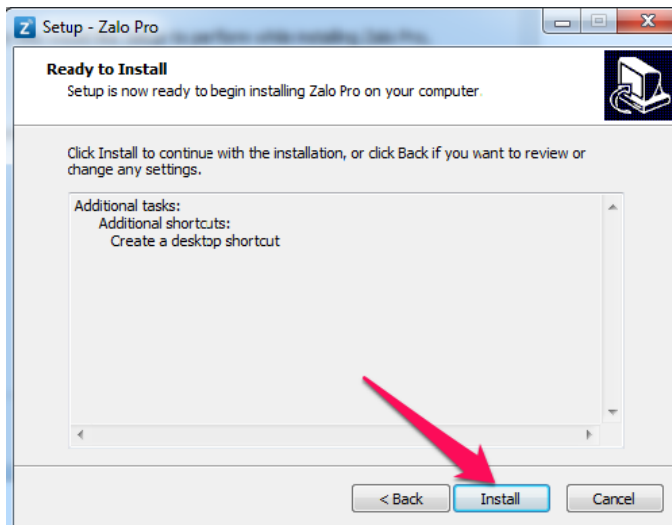 Z Setup - Zalo Pro
Ready to Install
Setup is now ready to begin installing Zalo Pro on your computer.
Click Install to continue with the installation, or click Back if you want to review or
change any settings.
Additional tasks:
Additional shortcuts:
Create a desktop shortcut
< Back Install Cancel